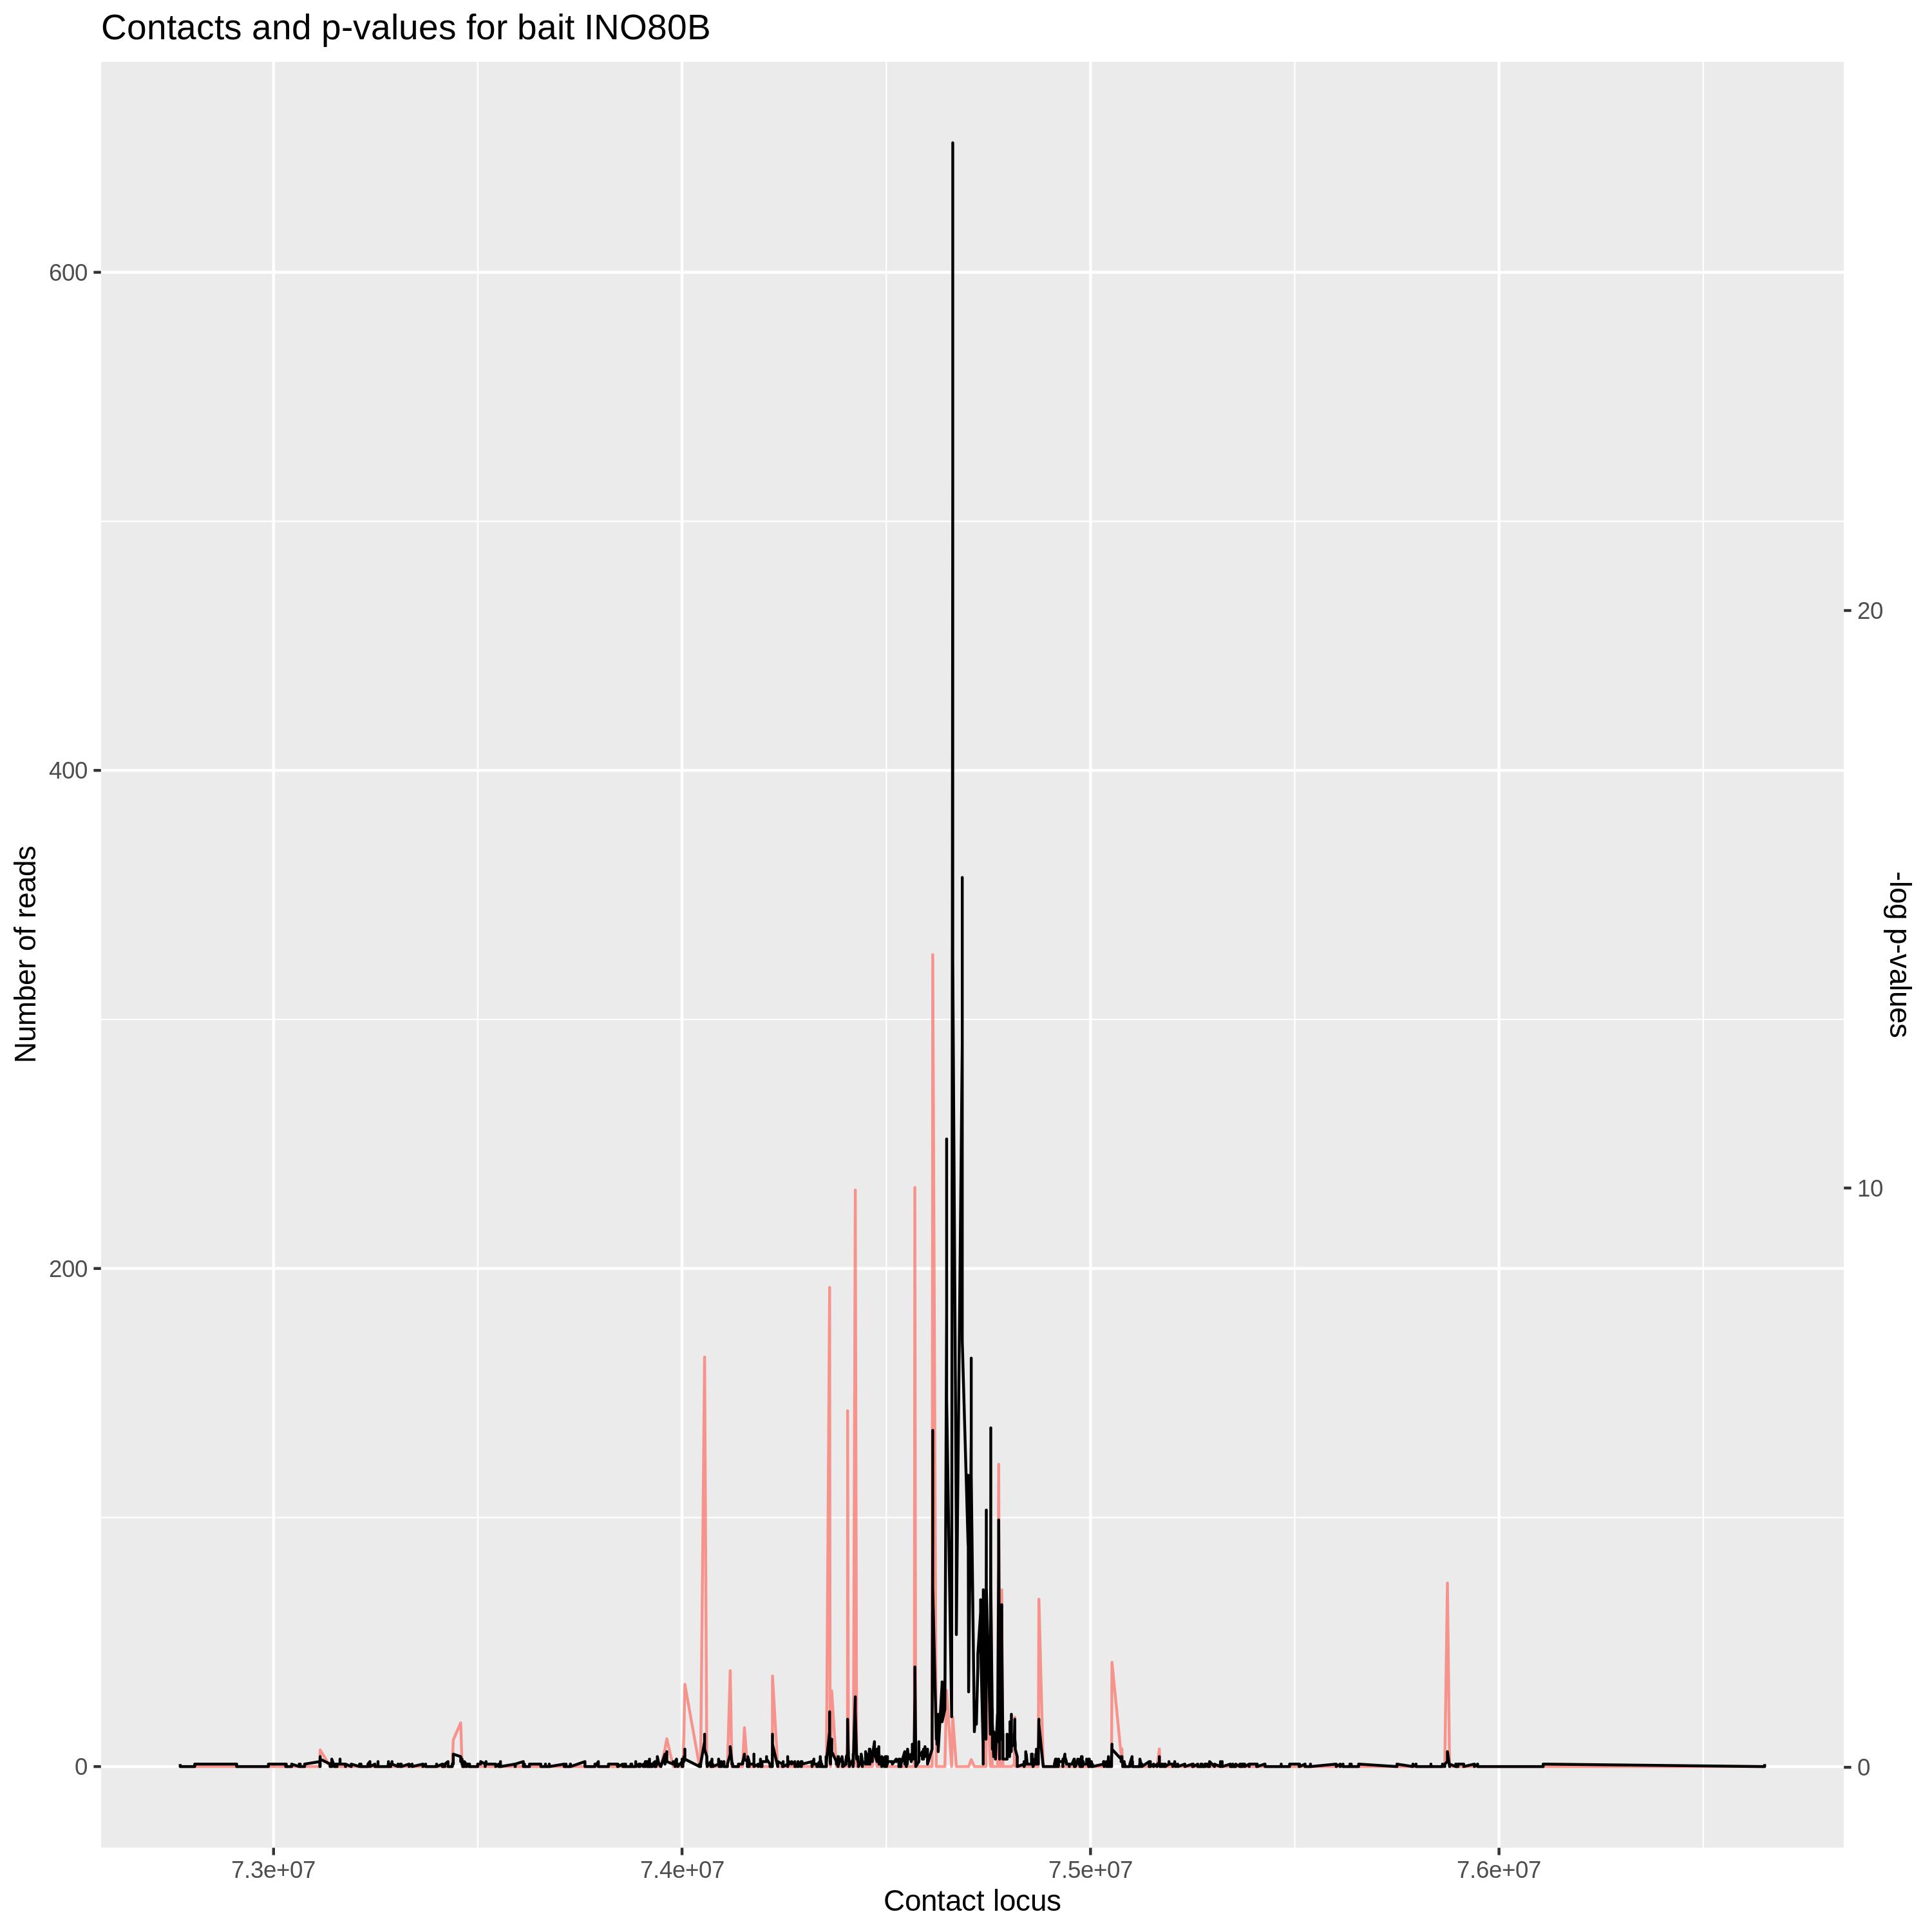 Contacts and p-values for bait INO80B
600
400
200
0
Number of reads
20
10
0
-log p-values
7.3e+07
7.4e+07
7.5e+07
7.6e+07
Contact locus